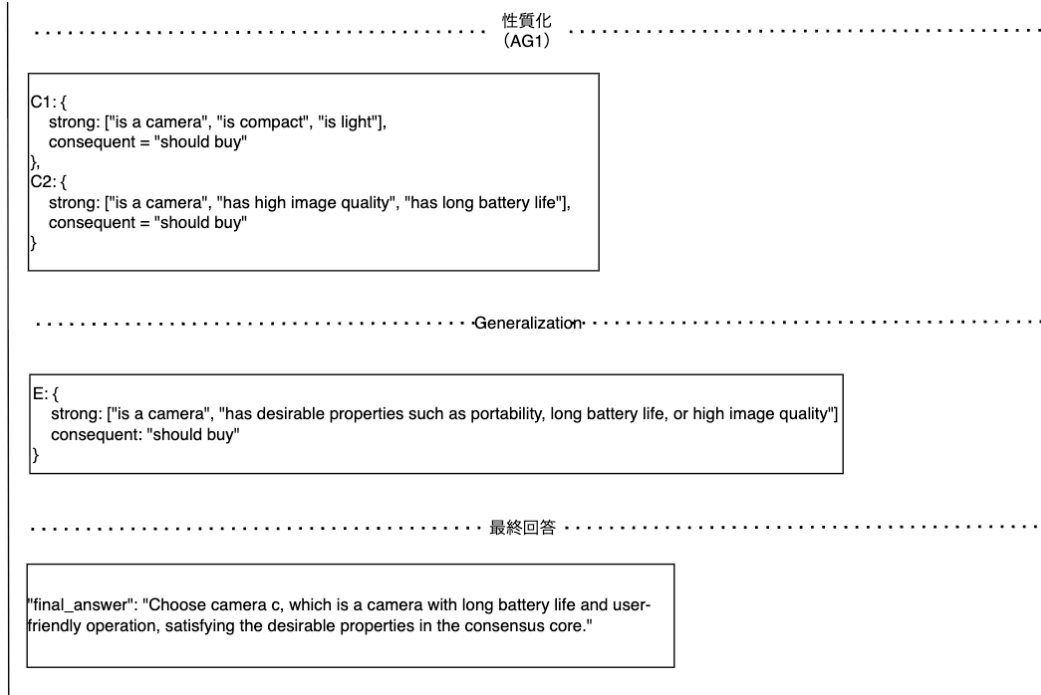 性質化
(AG1)
C1: {
strong: ["is a camera", "is compact", "is light"],
consequent = "should buy"
},
C2: {
strong: ["is a camera", "has high image quality", "has long battery life"],
consequent = "should buy"
}
Generalization
E: {
strong: ["is a camera", "has desirable properties such as portability, long battery life, or high image quality"]
consequent: "should buy"
}
最終回答
"final_answer": "Choose camera c, which is a camera with long battery life and user-
friendly operation, satisfying the desirable properties in the consensus core."